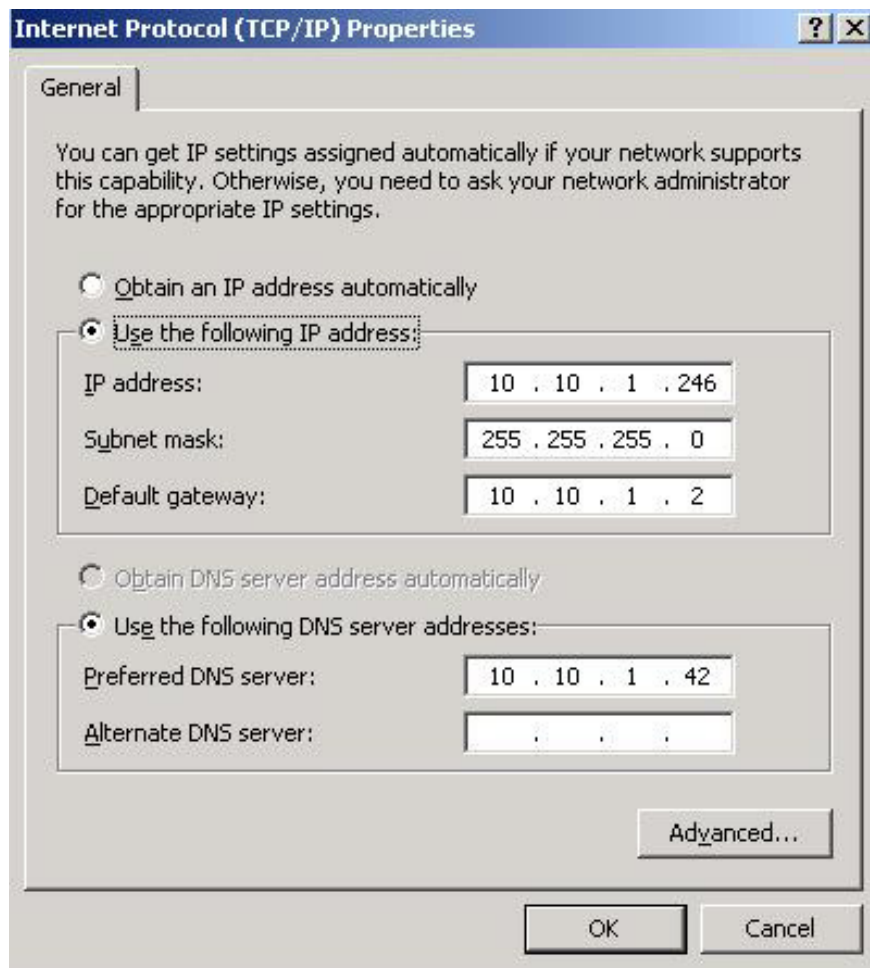 Internet Protocol (TCP/IP) Properties
General
You can get IP settings assigned automatically if your network supports
this capability. Otherwise, you need to ask your network administrator
for the appropriate IP settings.
Obtain an IP address automatically
Use the following IP address:
IP address: 10 . 10 . 1 . 246
Subnet mask: 255 . 255 . 255 . 0
Default gateway: 10 . 10 . 1 . 2
Obtain DNS server address automatically
Use the following DNS server addresses:
Preferred DNS server: 10 . 10 . 1 . 42
Alternate DNS server: . . .
Advanced...
OK Cancel